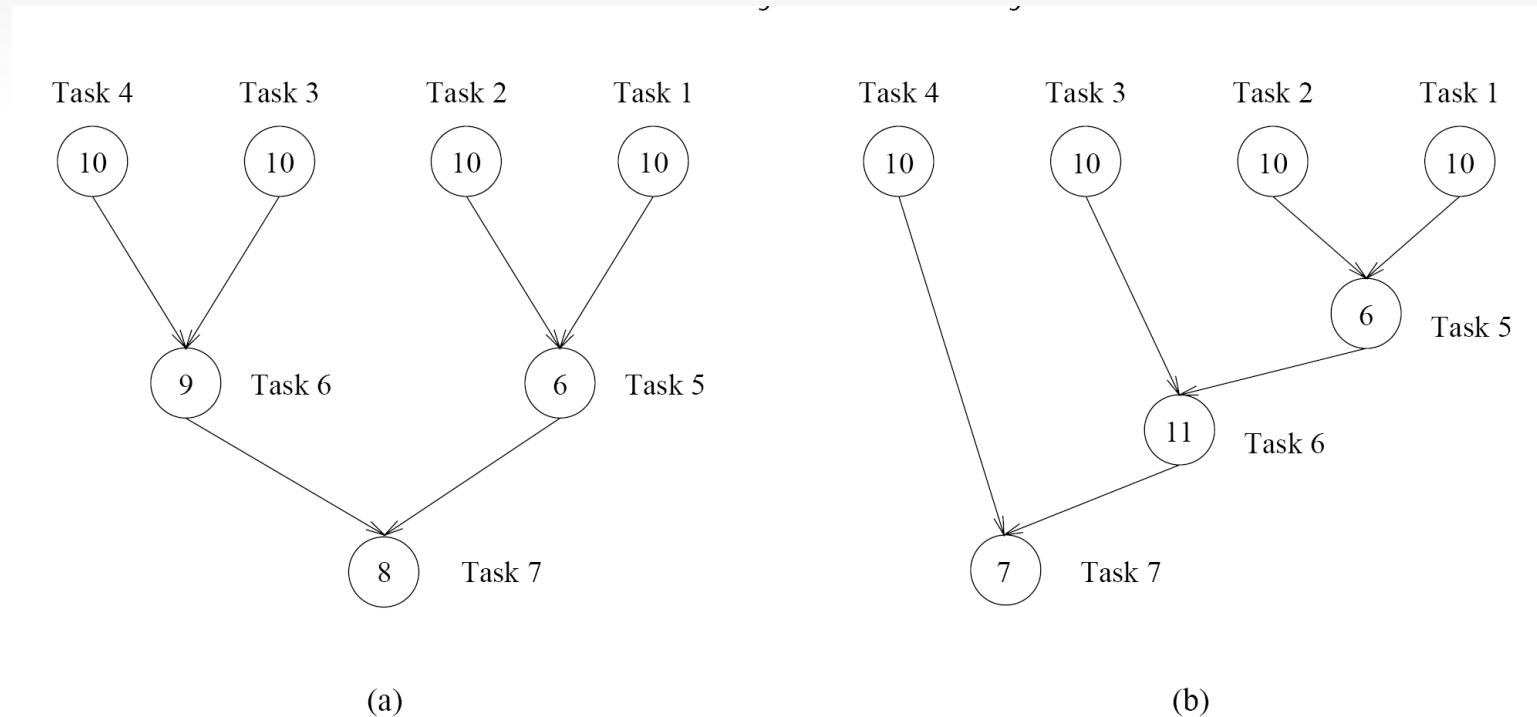 Task 4 Task 3 Task 2 Task 1 Task 4 Task 3 Task 2 Task 1
10 10 10 10 10 10 10 10
6 Task 5
9 Task 6 6 Task 5
11 Task 6
8 Task 7 7 Task 7
(a) (b)